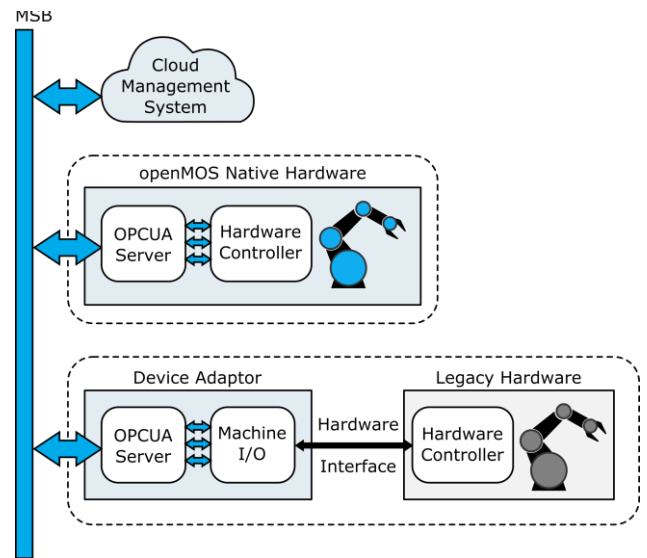 MSB
Cloud
Management
System
openMOS Native Hardware
OPCUA
Server
Hardware
Controller
Device Adaptor
Legacy Hardware
OPCUA
Server
Machine
I/O
Hardware
Interface
Hardware
Controller